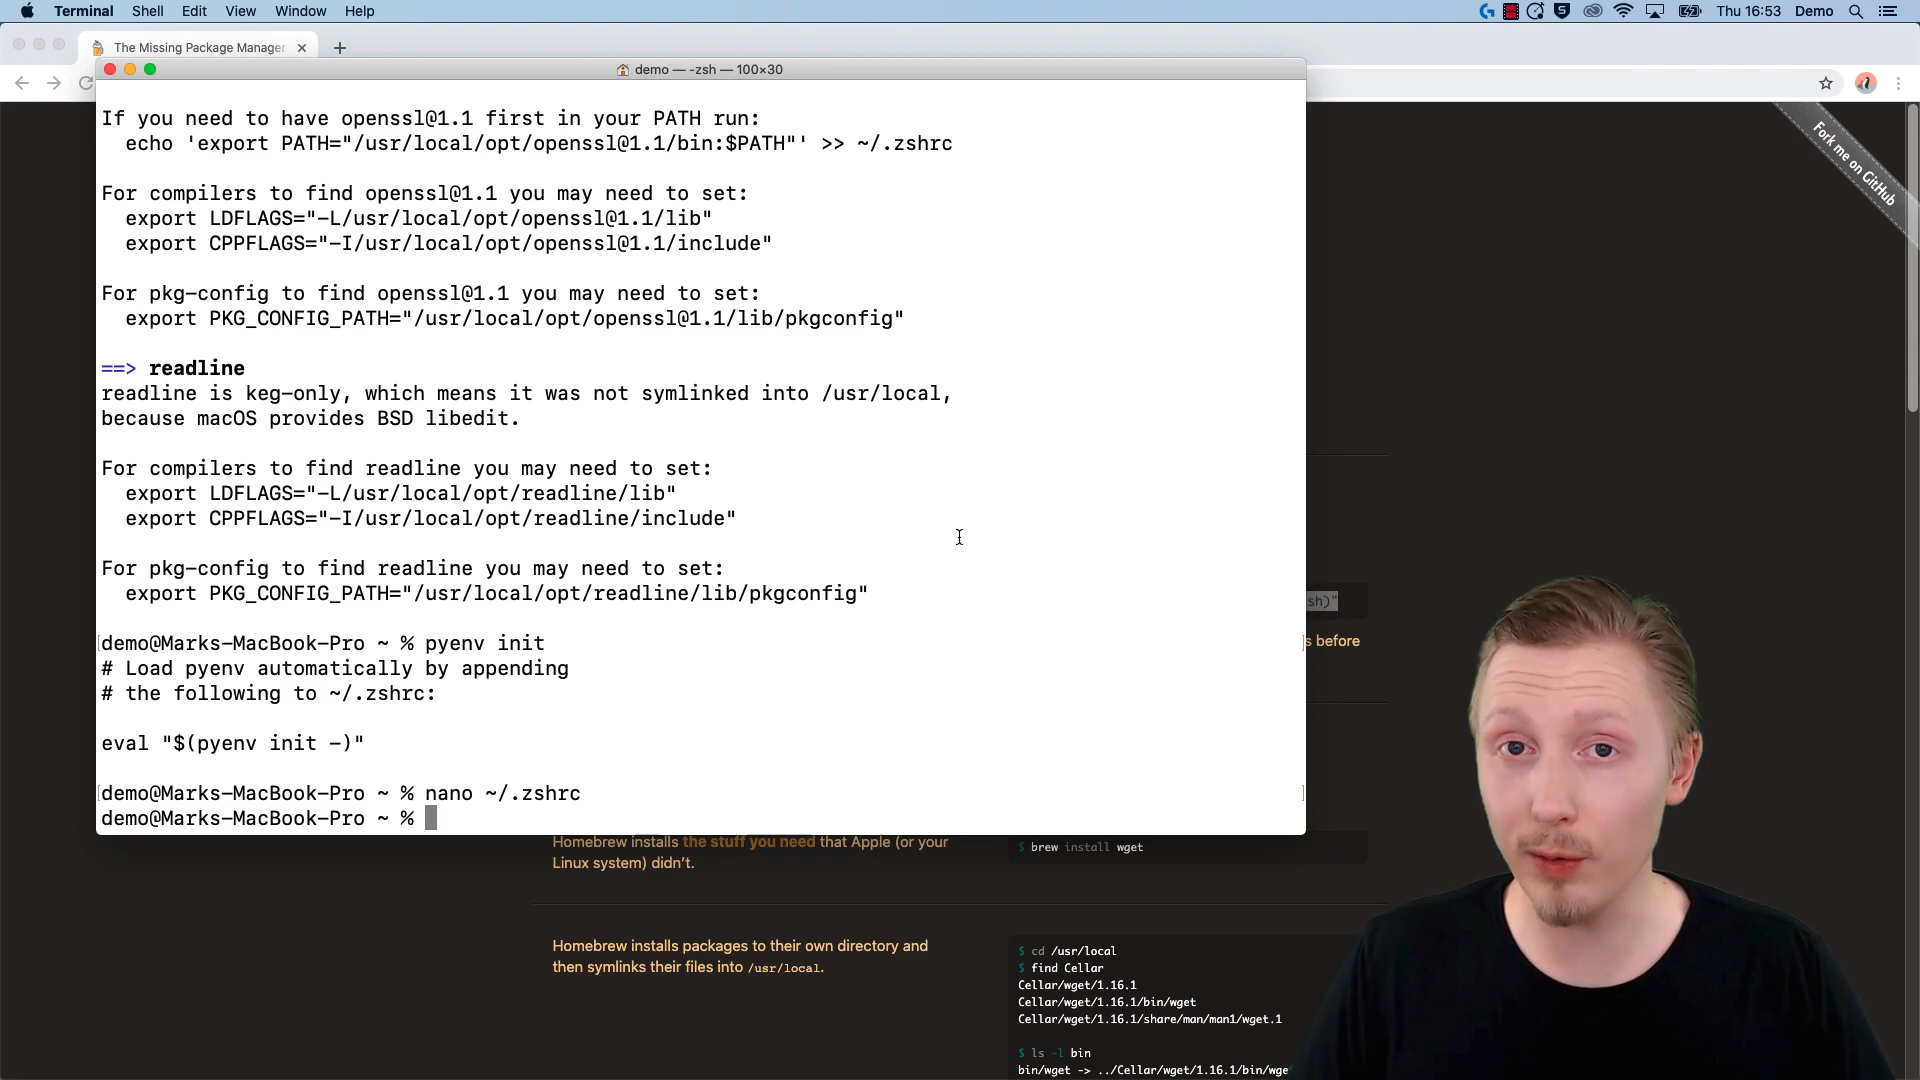 Terminal Shell Edit View Window Help
Thu 16:53 Demo
The Missing Package Manager
demo — -zsh — 100×30
If you need to have openssl@1.1 first in your PATH run:
echo 'export PATH="/usr/local/opt/openssl@1.1/bin:$PATH"' >> ~/.zshrc
For compilers to find openssl@1.1 you may need to set:
export LDFLAGS="-L/usr/local/opt/openssl@1.1/lib"
export CPPFLAGS="-I/usr/local/opt/openssl@1.1/include"
For pkg-config to find openssl@1.1 you may need to set:
export PKG_CONFIG_PATH="/usr/local/opt/openssl@1.1/lib/pkgconfig"
==> readline
readline is keg-only, which means it was not symlinked into /usr/local,
because macOS provides BSD libedit.
For compilers to find readline you may need to set:
export LDFLAGS="-L/usr/local/opt/readline/lib"
export CPPFLAGS="-I/usr/local/opt/readline/include"
For pkg-config to find readline you may need to set:
export PKG_CONFIG_PATH="/usr/local/opt/readline/lib/pkgconfig"
demo@Marks-MacBook-Pro ~ % pyenv init
# Load pyenv automatically by appending
# the following to ~/.zshrc:
eval "$(pyenv init -)"
demo@Marks-MacBook-Pro ~ % nano ~/.zshrc
demo@Marks-MacBook-Pro ~ %
Fork me on GitHub
sh)"
s before
Homebrew installs the stuff you need that Apple (or your
Linux system) didn't.
$ brew install wget
Homebrew installs packages to their own directory and
then symlinks their files into /usr/local.
$ cd /usr/local
$ find Cellar
Cellar/wget/1.16.1
Cellar/wget/1.16.1/bin/wget
Cellar/wget/1.16.1/share/man/man1/wget.1
$ ls -l bin
bin/wget -> ../Cellar/wget/1.16.1/bin/wge